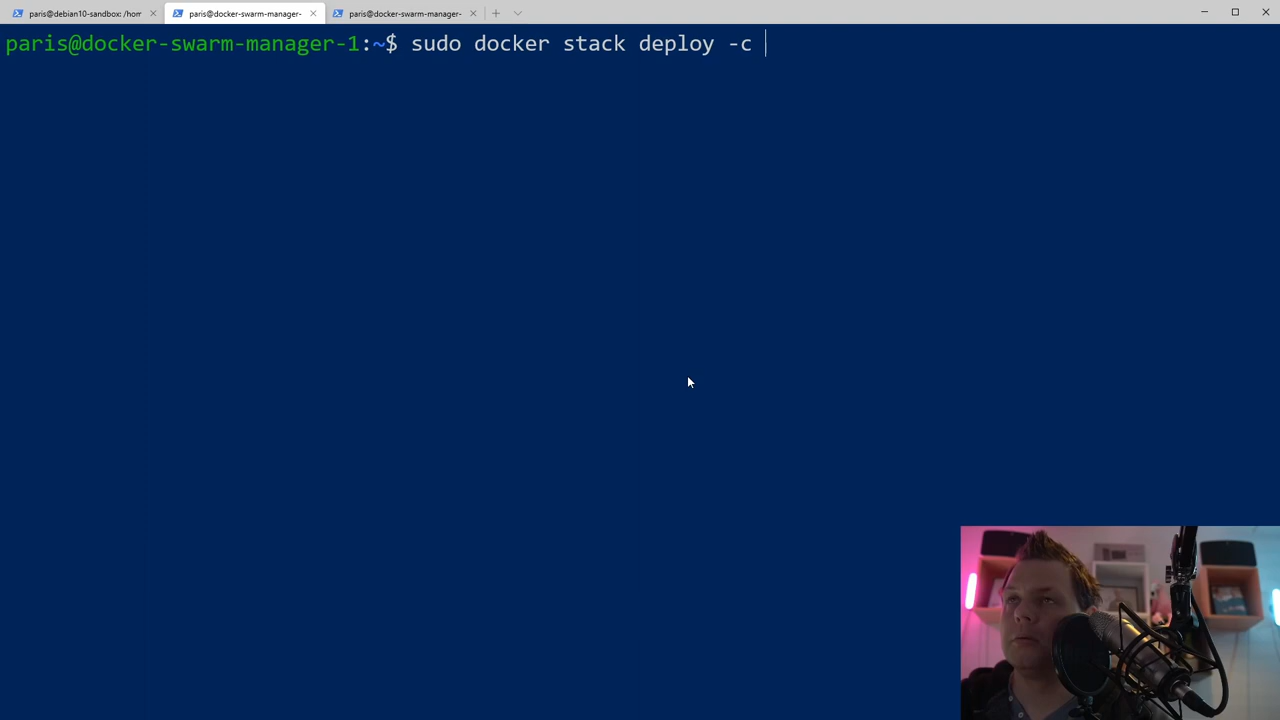 paris@debian10-sandbox: /hom
paris@docker-swarm-manager-
paris@docker-swarm-manager-
paris@docker-swarm-manager-1:~$ sudo docker stack deploy -c